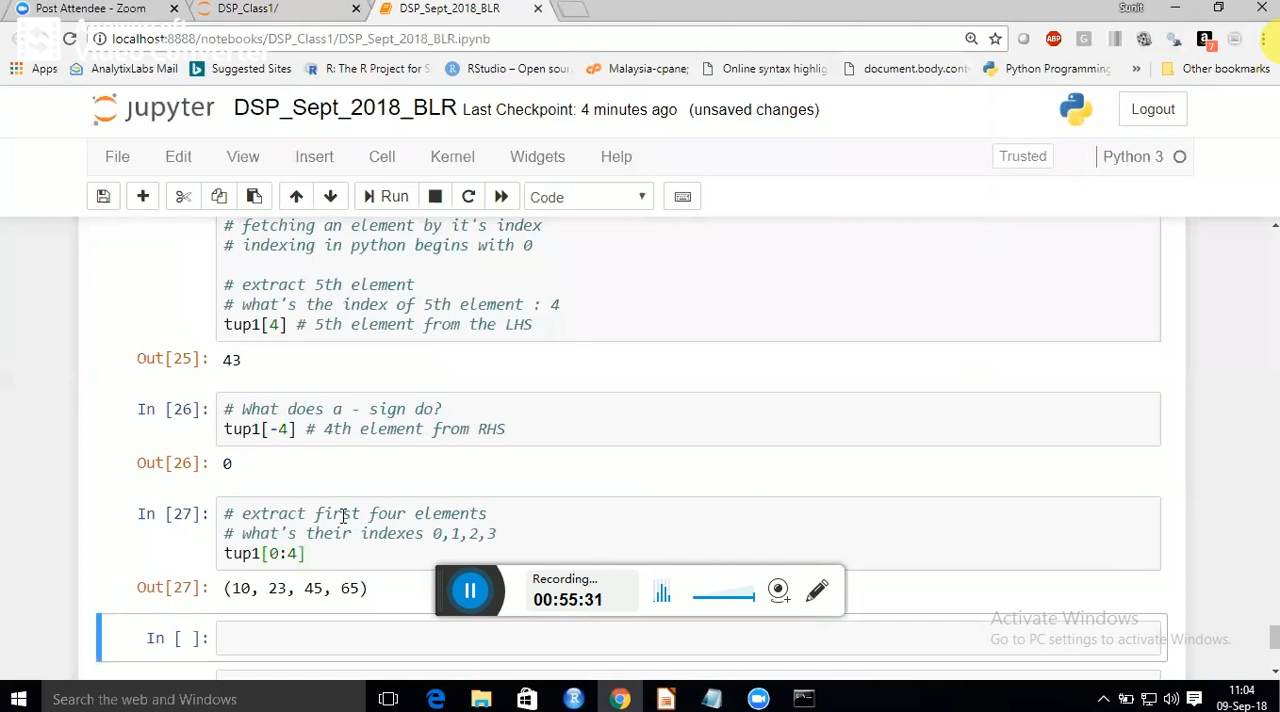 Post Attendee - Zoom
DSP_Class1/
DSP_Sept_2018_BLR
Sunit
localhost:8888/notebooks/DSP_Class1/DSP_Sept_2018_BLR.ipynb
ABP
G
a
7
Apps
AnalytixLabs Mail
Suggested Sites
R: The R Project for S
RStudio – Open sou
Malaysia-cpane;
Online syntax highlig
document.body.cont
Python Programming
»
Other bookmarks
jupyter
DSP_Sept_2018_BLR
Last Checkpoint: 4 minutes ago
(unsaved changes)
Logout
File
Edit
View
Insert
Cell
Kernel
Widgets
Help
Trusted
Python 3
Run
Code
# fetching an element by it's index
# indexing in python begins with 0
# extract 5th element
# what's the index of 5th element : 4
tup1[4] # 5th element from the LHS
Out[25]:
43
In [26]:
# What does a - sign do?
tup1[-4] # 4th element from RHS
Out[26]:
0
In [27]:
# extract first four elements
# what's their indexes 0,1,2,3
tup1[0:4]
Out[27]:
(10, 23, 45, 65)
Recording...
00:55:31
In [ ]:
Activate Windows
Go to PC settings to activate Windows.
Search the web and Windows
11:04
09-Sep-18